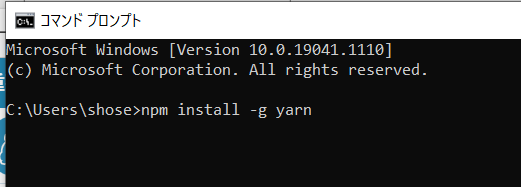 コマンド プロンプト
Microsoft Windows [Version 10.0.19041.1110]
(c) Microsoft Corporation. All rights reserved.
C:\Users\shose>npm install -g yarn